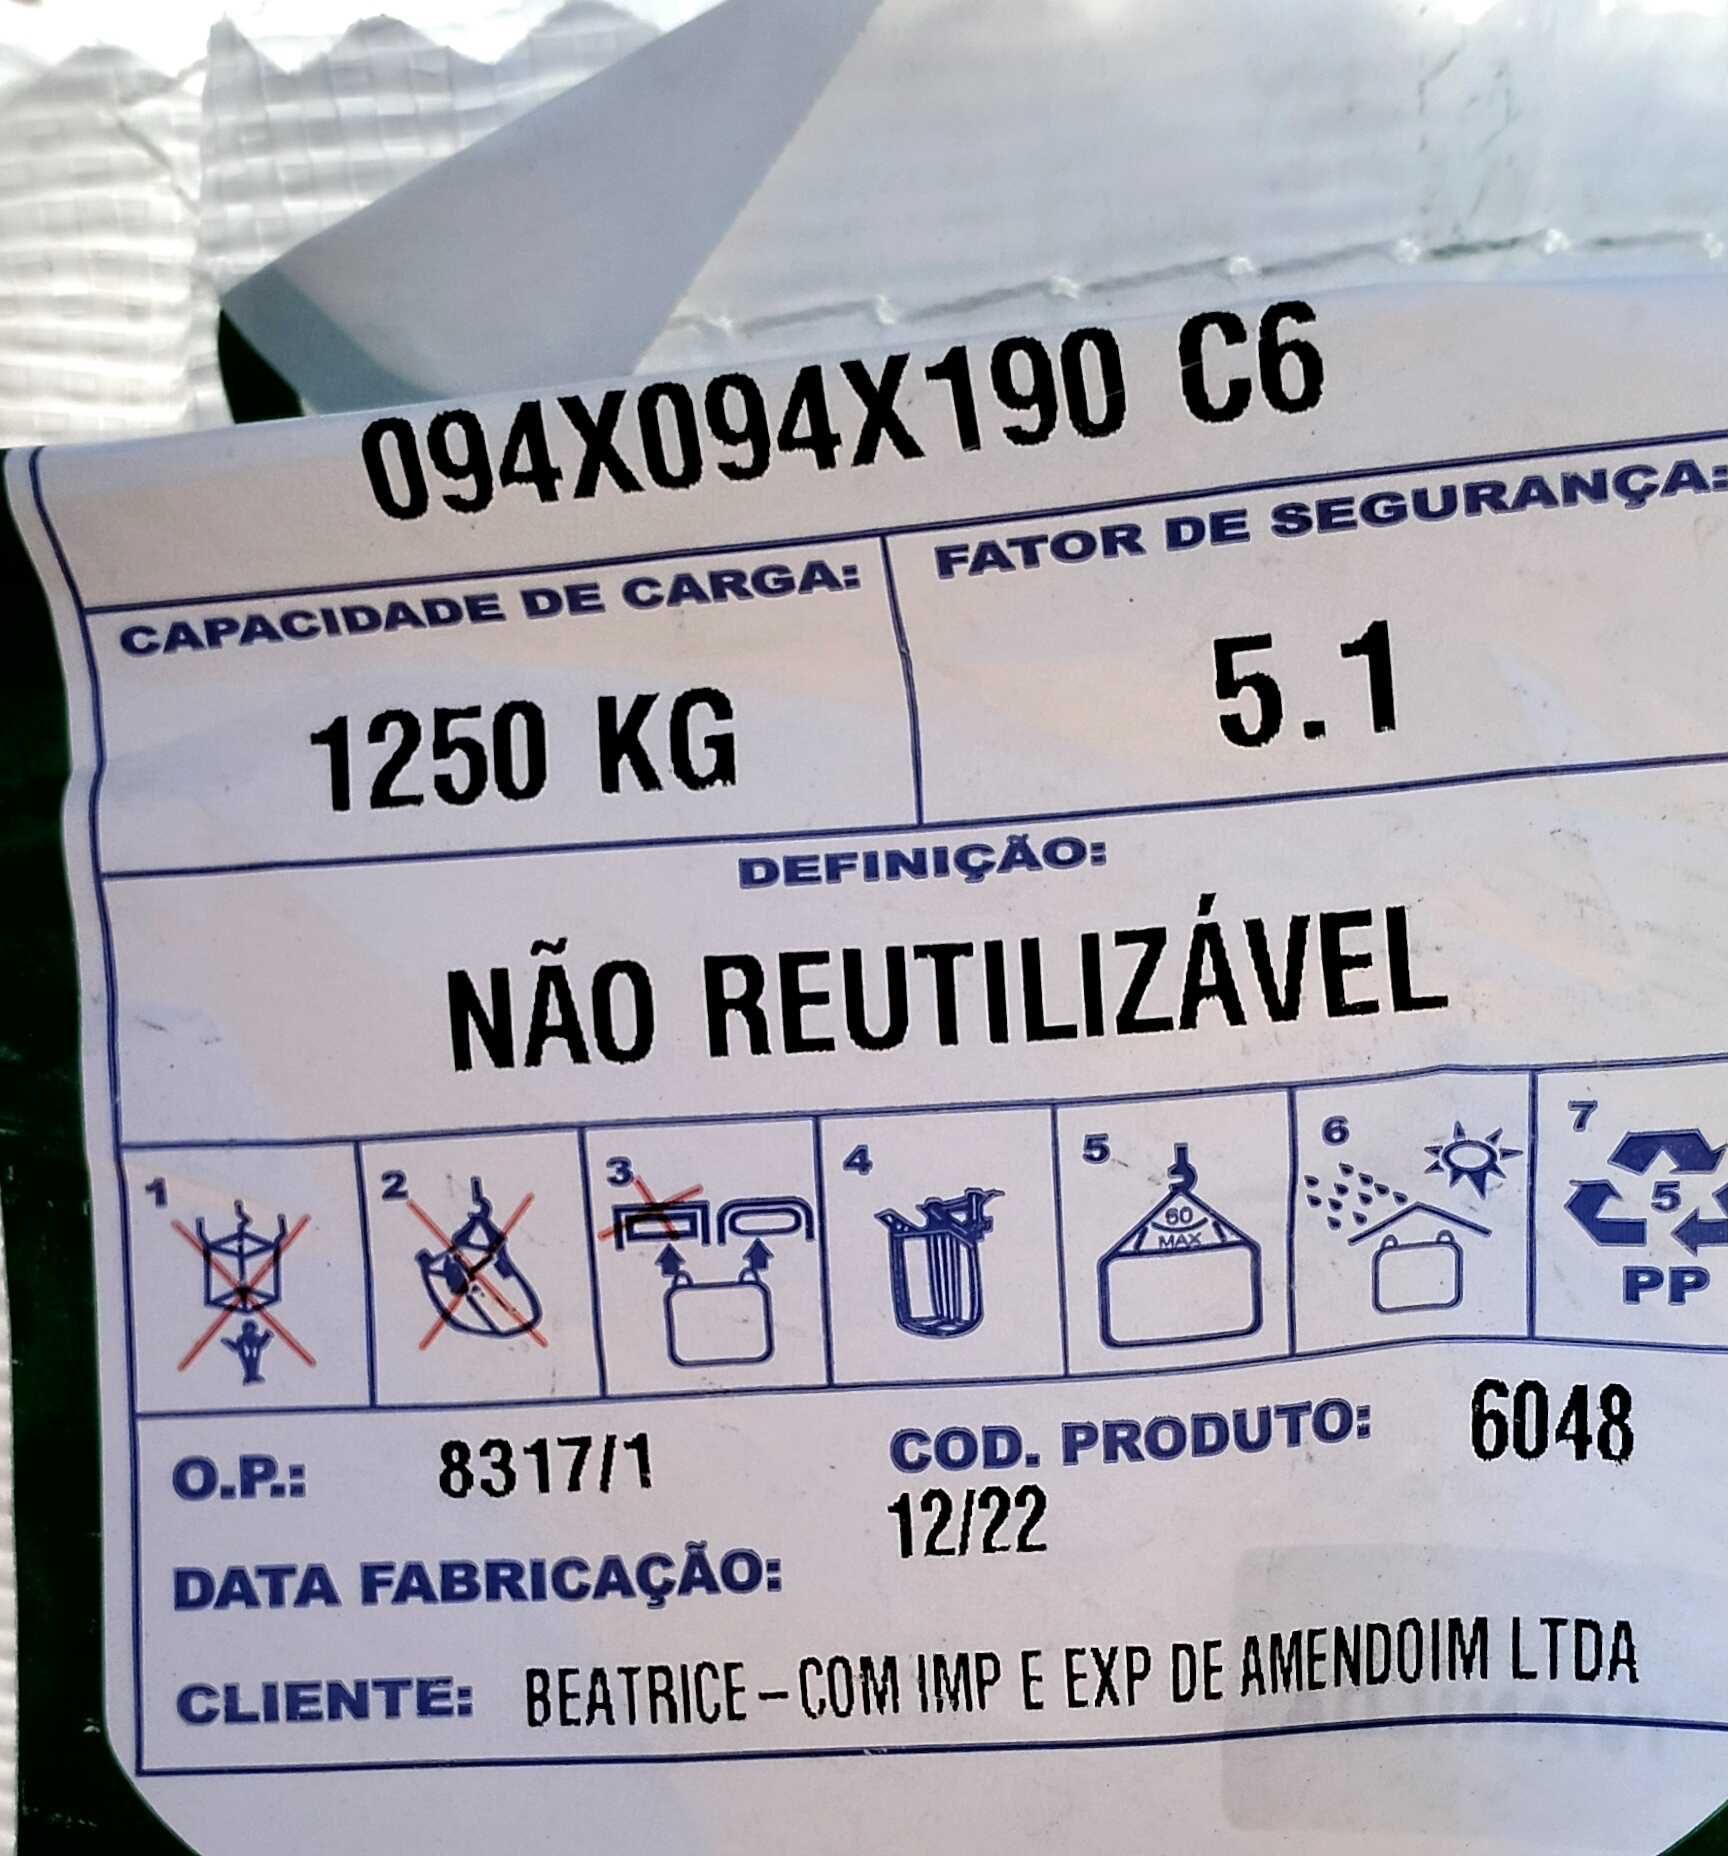 094X094X190 C6
CAPACIDADE DE CARGA: FATOR DE SEGURANÇA:
1250 KG 5.1
DEFINIÇÃO:
NÃO REUTILIZÁVEL
1 2 3 4 5 6 7
60
MAX
5
PP
O.P.: 8317/1 COD. PRODUTO: 6048
12/22
DATA FABRICAÇÃO:
CLIENTE: BEATRICE-COM IMP E EXP DE AMENDOIM LTDA